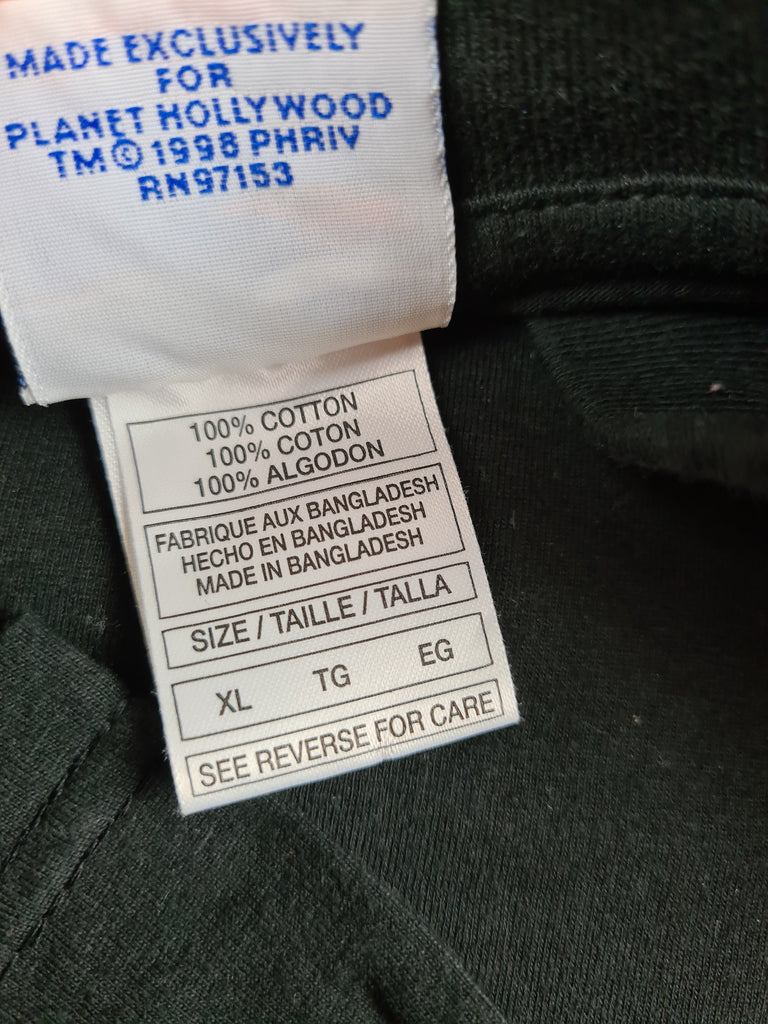 MADE EXCLUSIVELY
FOR
PLANET HOLLYWOOD
TM © 1998 PHRIV
RN97153
100% COTTON
100% COTON
100% ALGODON
FABRIQUE AUX BANGLADESH
HECHO EN BANGLADESH
MADE IN BANGLADESH
SIZE / TAILLE / TALLA
XL TG EG
SEE REVERSE FOR CARE